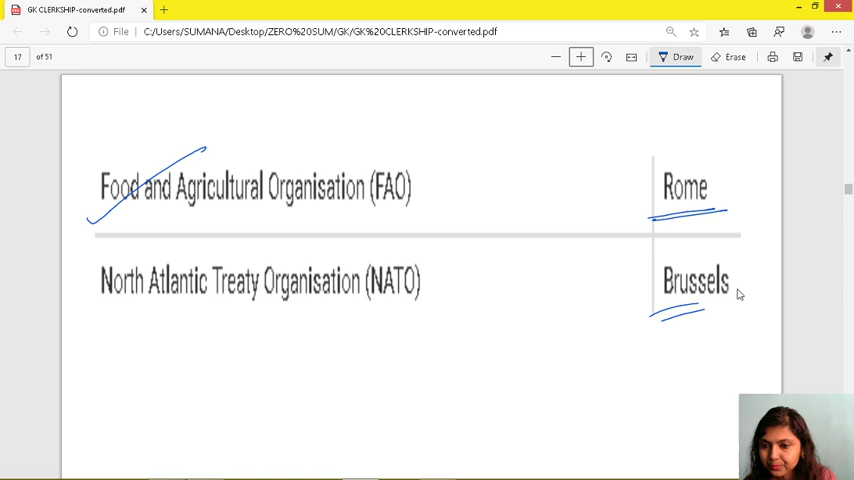 GK CLERKSHIP-converted.pdf
File C:/Users/SUMANA/Desktop/ZERO%20SUM/GK/GK%20CLERKSHIP-converted.pdf
17 of 51 Draw Erase
Food and Agricultural Organisation (FAO) Rome
North Atlantic Treaty Organisation (NATO) Brussels